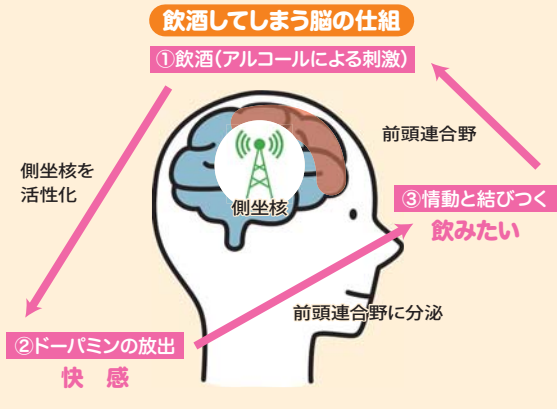 飲酒してしまう脳の仕組
①飲酒(アルコールによる刺激)
側坐核を
活性化
側坐核
前頭連合野
③情動と結びつく
飲みたい
前頭連合野に分泌
②ドーパミンの放出
快 感